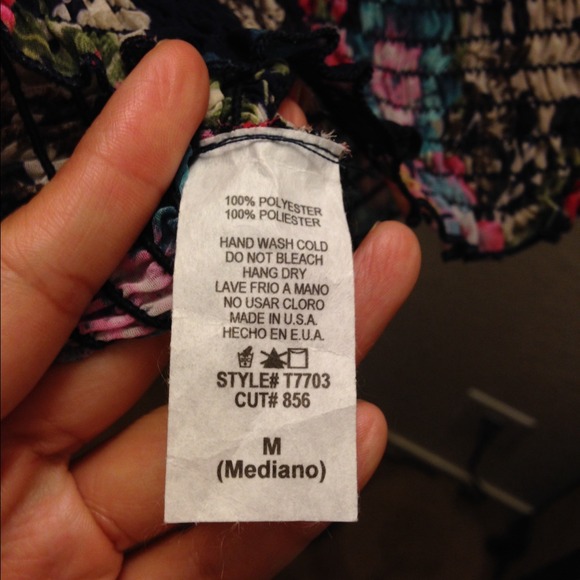 100% POLYESTER
100% POLIESTER
HAND WASH COLD
DO NOT BLEACH
HANG DRY
LAVE FRIO A MANO
NO USAR CLORO
MADE IN U.S.A.
HECHO EN E.U.A.
STYLE# T7703
CUT# 856
M
(Mediano)